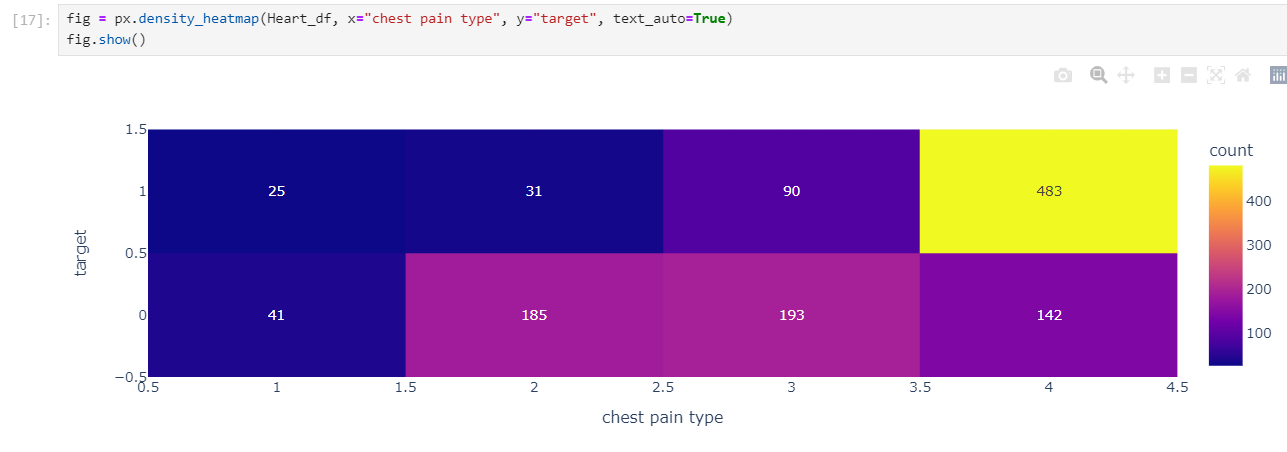 [17]: fig = px.density_heatmap(Heart_df, x="chest pain type", y="target", text_auto=True)
fig.show()
1.5
count
25 31 90 483
1
400
300
0.5
target
200
41 185 193 142
0
100
−0.5
0.5 1 1.5 2 2.5 3 3.5 4 4.5
chest pain type